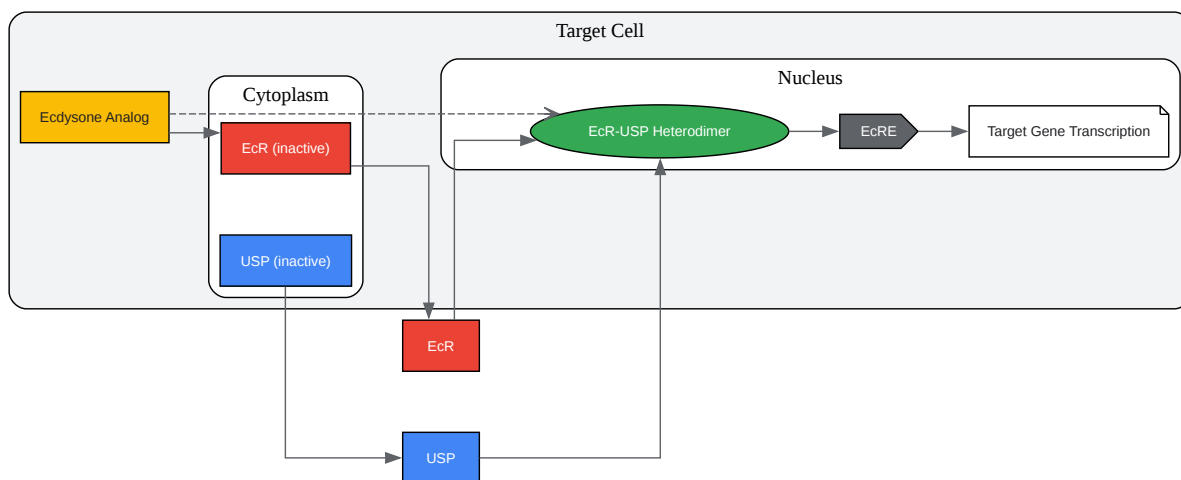 Target Cell
Cytoplasm
Nucleus
Ecdysone Analog
EcR (inactive)
EcR-USP Heterodimer
EcRE
Target Gene Transcription
USP (inactive)
EcR
USP